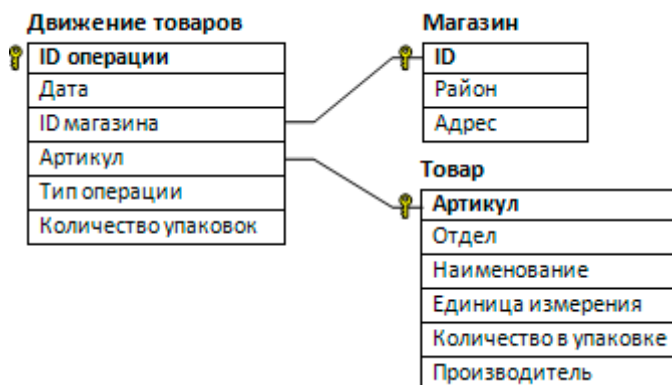 Движение товаров
ID операции
Дата
ID магазина
Артикул
Тип операции
Количество упаковок
Магазин
ID
Район
Адрес
Товар
Артикул
Отдел
Наименование
Единица измерения
Количество в упаковке
Производитель